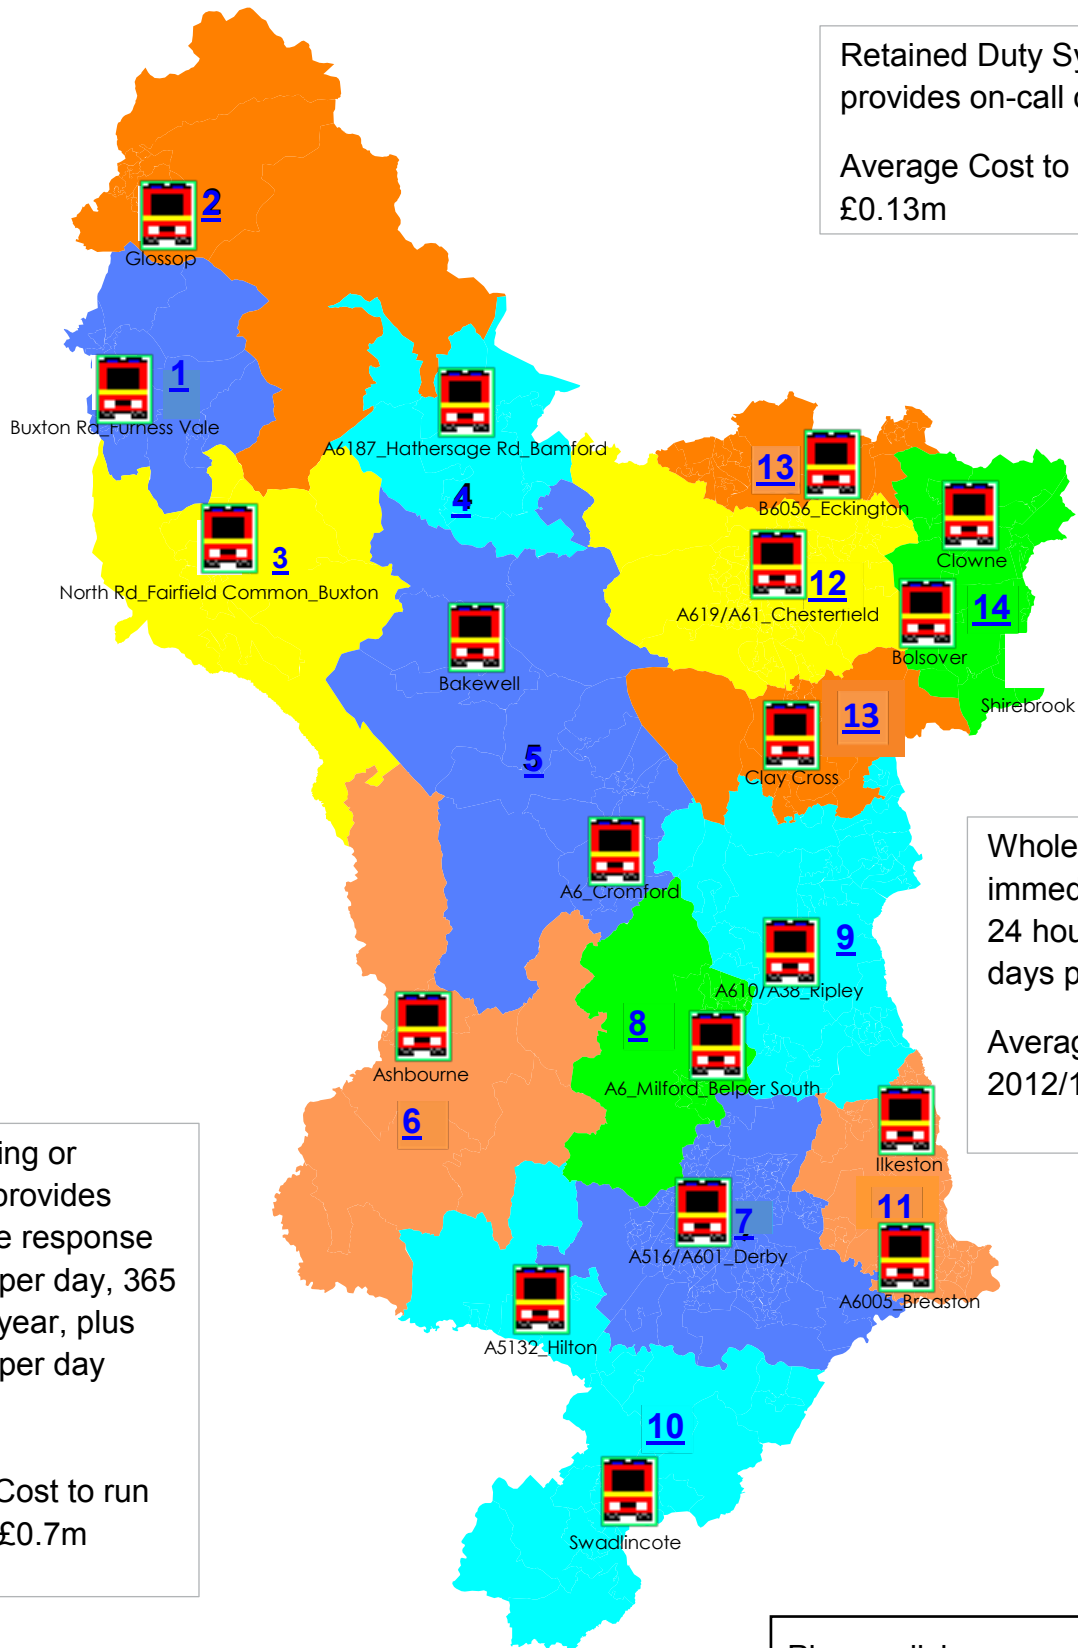 Retained Duty Sy
provides on-call
Average Cost to
£0.13m
2
Glossop
1
Buxton Rd_Furness Vale
A6187_Hathersage Rd_Bamford
4
13
B6056_Eckington
Clowne
3
North Rd_Fairfield Common_Buxton
12
A619/A61_Chesterfield
14
Bolsover
Bakewell
Shirebrook
13
Clay Cross
5
A6_Cromford
Whole
immed
24 hou
days p
Averag
2012/1
9
A610/A38_Ripley
8
A6_Milford_Belper South
Ashbourne
6
Ilkeston
11
A6005_Breaston
7
A516/A601_Derby
A5132_Hilton
ing or
provides
e response
per day, 365
year, plus
per day
Cost to run
£0.7m
10
Swadlincote